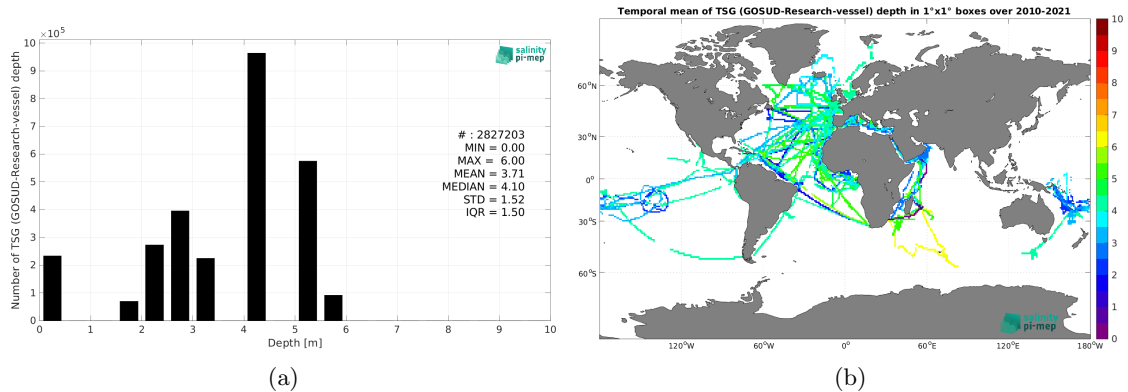 ×10⁵
10
9
8
7
6
5
4
3
2
1
0
Number of TSG (GOSUD-Research-vessel) depth
salinity
pi-mep
# : 2827203
MIN = 0.00
MAX = 6.00
MEAN = 3.71
MEDIAN = 4.10
STD = 1.52
IQR = 1.50
0 1 2 3 4 5 6 7 8 9 10
Depth [m]
(a)
Temporal mean of TSG (GOSUD-Research-vessel) depth in 1°x1° boxes over 2010-2021
60°N
30°N
0°
30°S
60°S
120°W 60°W 0° 60°E 120°E 180°W
salinity
pi-mep
10
9
8
7
6
5
4
3
2
1
0
(b)